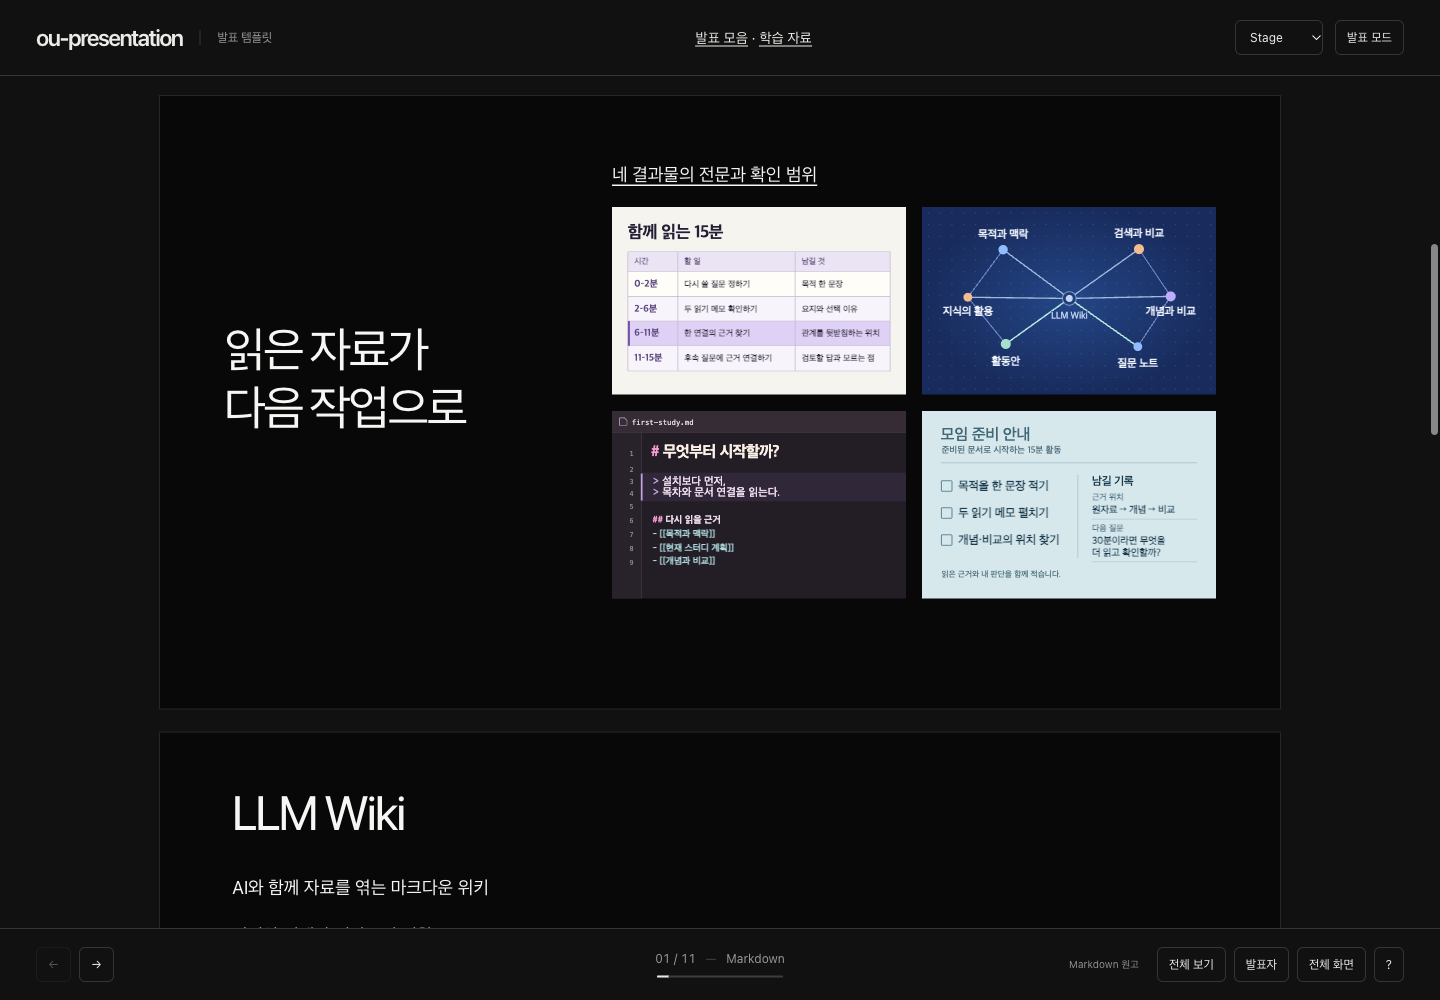 ou-presentation
발표 템플릿
발표 모음 · 학습 자료
Stage
발표 모드
읽은 자료가
다음 작업으로
네 결과물의 전문과 확인 범위
함께 읽는 15분
시간 할 일 남길 것
0-2분 다시 쓸 질문 정하기 목적 한 문장
2-6분 두 읽기 메모 확인하기 요지와 선택 이유
6-11분 한 연결의 근거 찾기 관계를 뒷받침하는 위치
11-15분 후속 질문에 근거 연결하기 검토할 답과 모르는 점
목적과 맥락
검색과 비교
지식의 활용
LLM Wiki
개념과 비교
활동안
질문 노트
first-study.md
1 # 무엇부터 시작할까?
2
3 > 설치보다 먼저,
4 > 목차와 문서 연결을 읽는다.
5
6 ## 다시 읽을 근거
7 - [[목적과 맥락]]
8 - [[현재 스터디 계획]]
9 - [[개념과 비교]]
모임 준비 안내
준비된 문서로 시작하는 15분 활동
목적을 한 문장 적기
두 읽기 메모 펼치기
개념·비교의 위치 찾기
남길 기록
근거 위치
원자료 → 개념 → 비교
다음 질문
30분이라면 무엇을
더 읽고 확인할까?
읽은 근거와 내 판단을 함께 적습니다.
LLM Wiki
AI와 함께 자료를 엮는 마크다운 위키
←
→
01 / 11 — Markdown
Markdown 원고
전체 보기
발표자
전체 화면
?